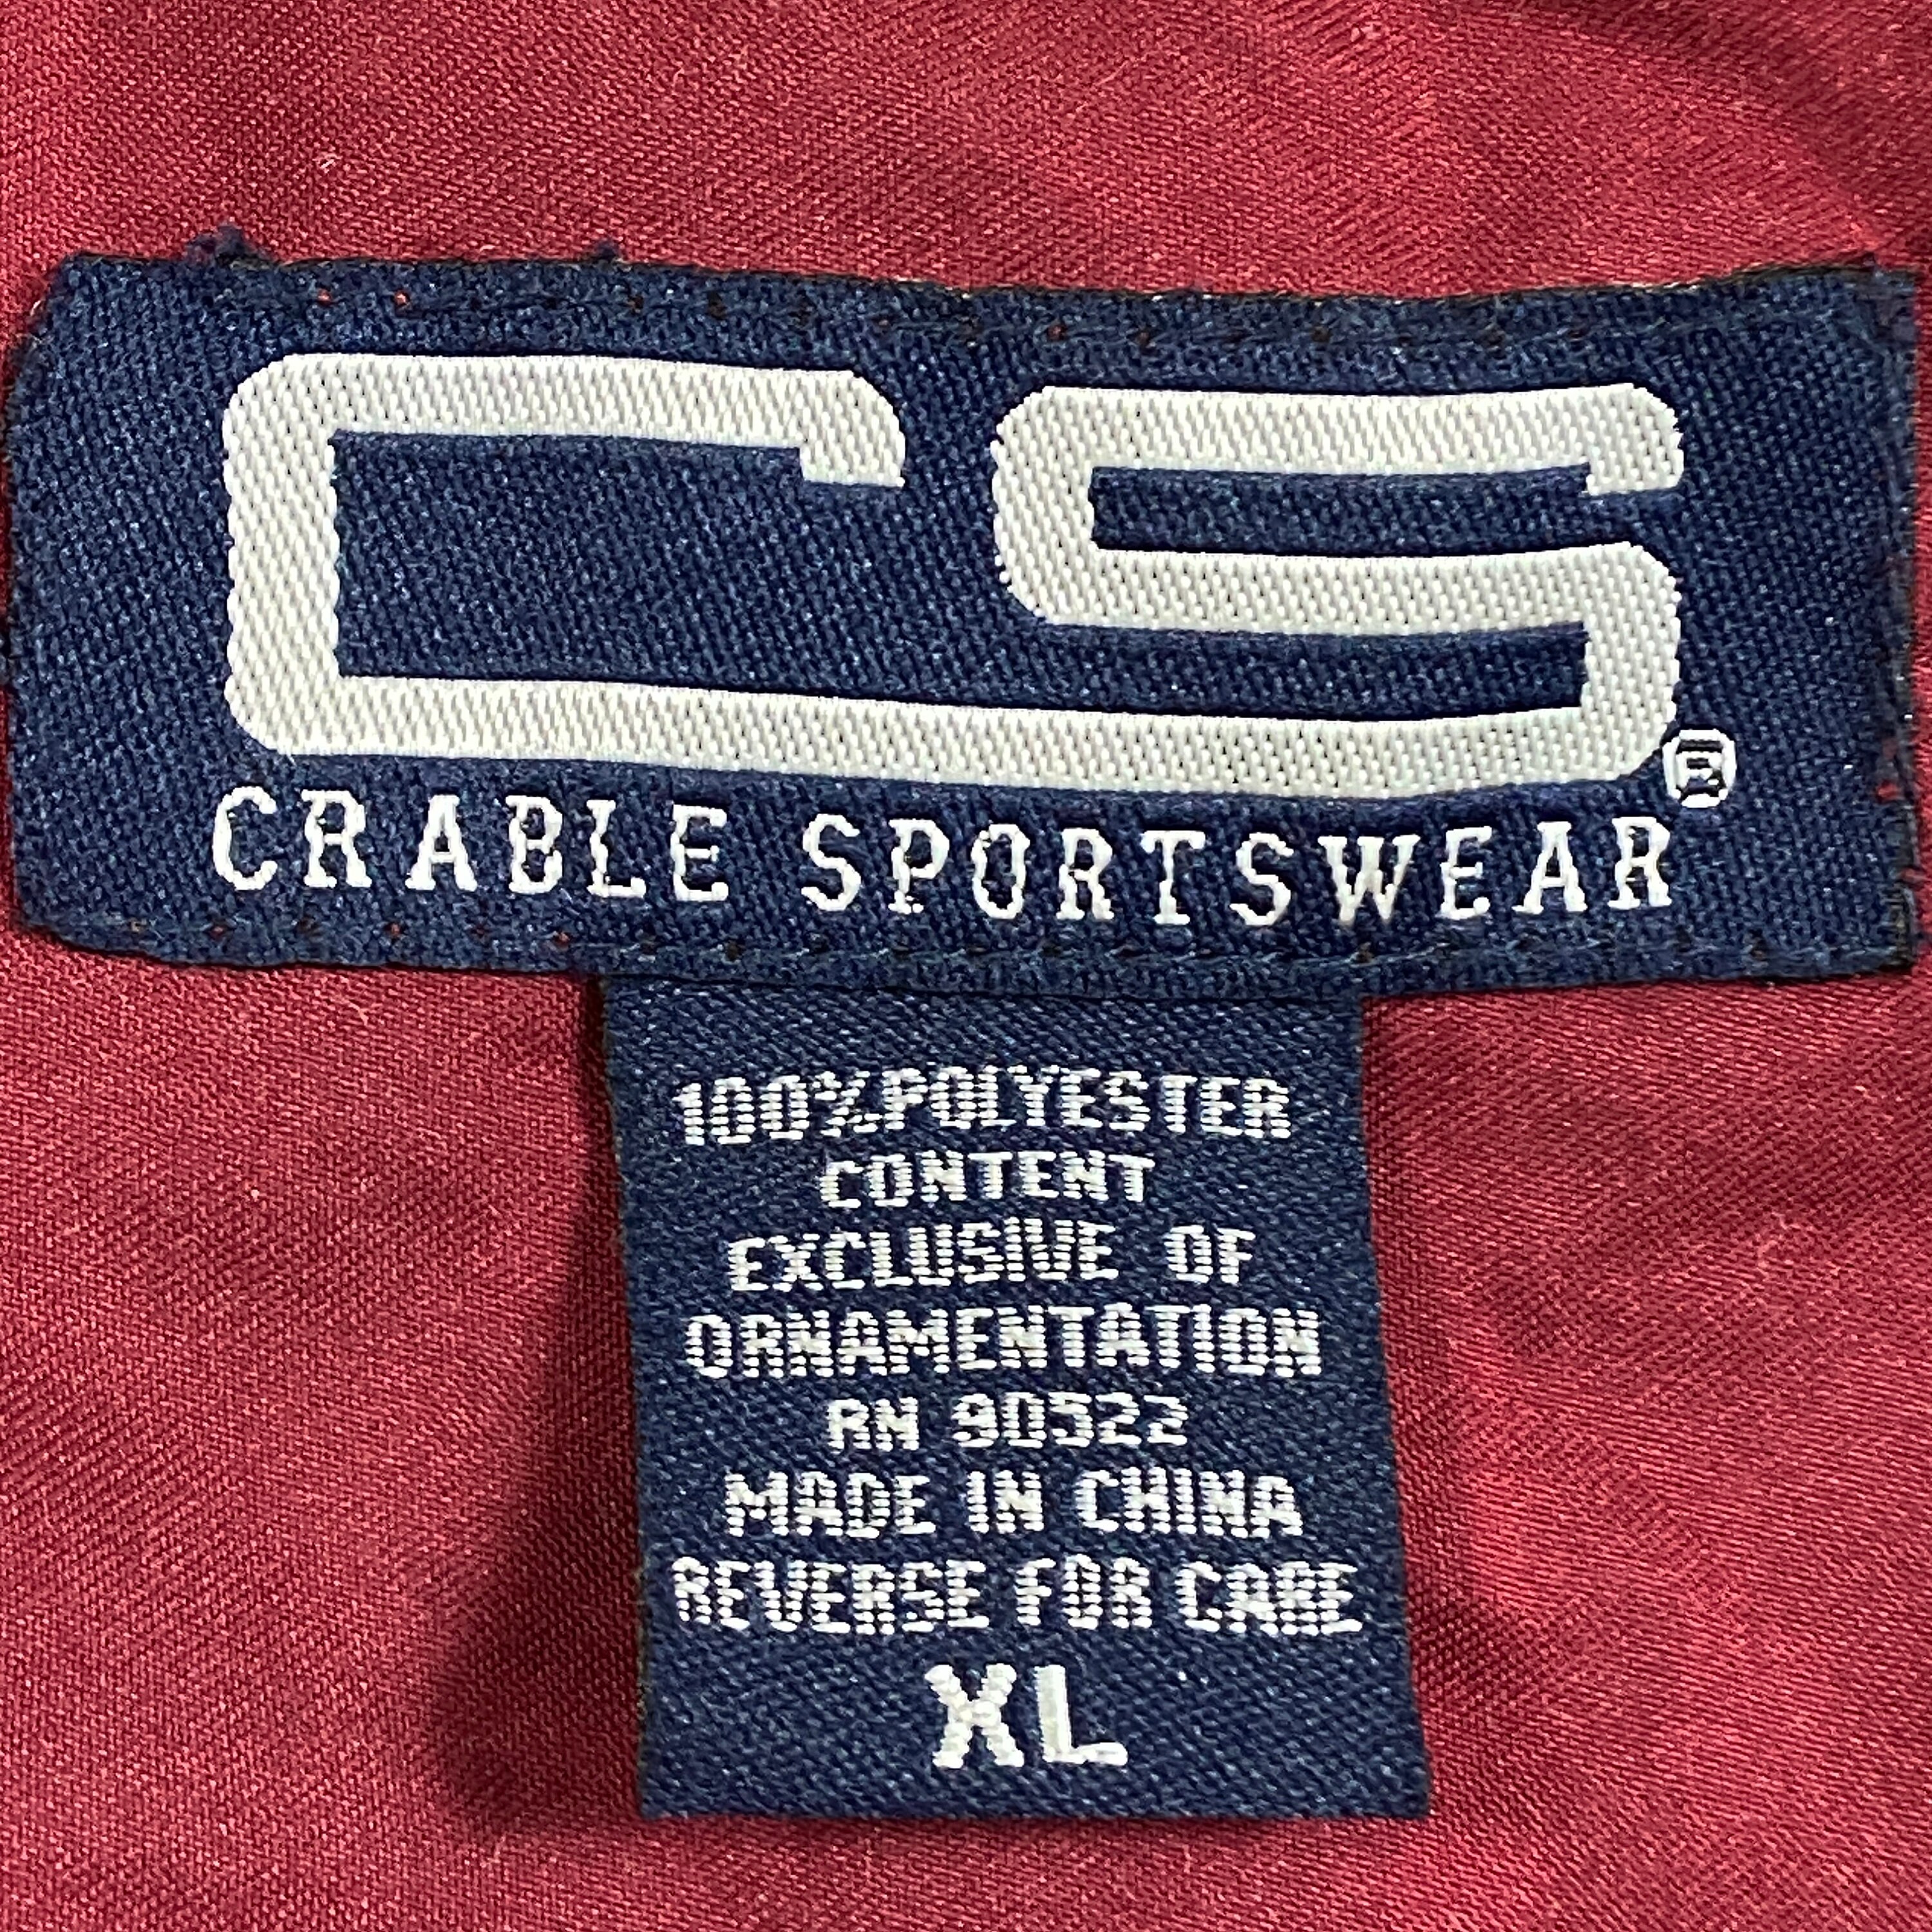 CS®
CRABLE SPORTSWEAR
100%POLYESTER
CONTENT
EXCLUSIVE OF
ORNAMENTATION
RN 90522
MADE IN CHINA
REVERSE FOR CARE
XL